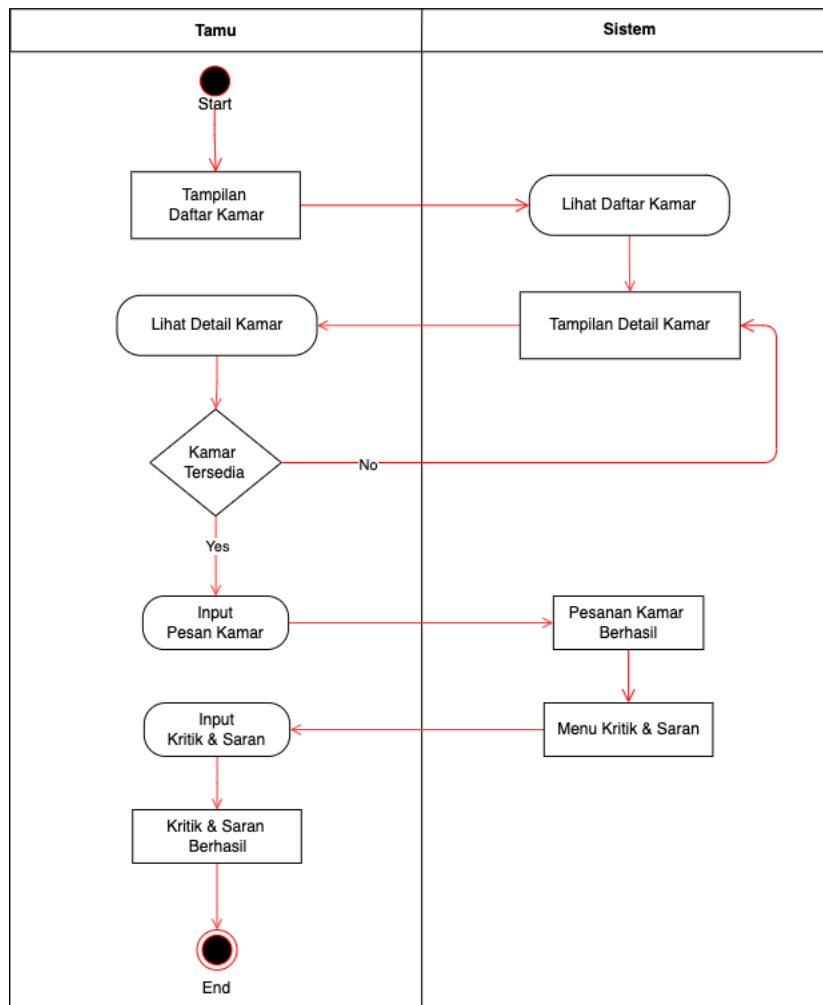 Tamu
Sistem
Start
Tampilan
Daftar Kamar
Lihat Daftar Kamar
Lihat Detail Kamar
Tampilan Detail Kamar
Kamar
Tersedia
No
Yes
Input
Pesan Kamar
Pesanan Kamar
Berhasil
Input
Kritik & Saran
Menu Kritik & Saran
Kritik & Saran
Berhasil
End